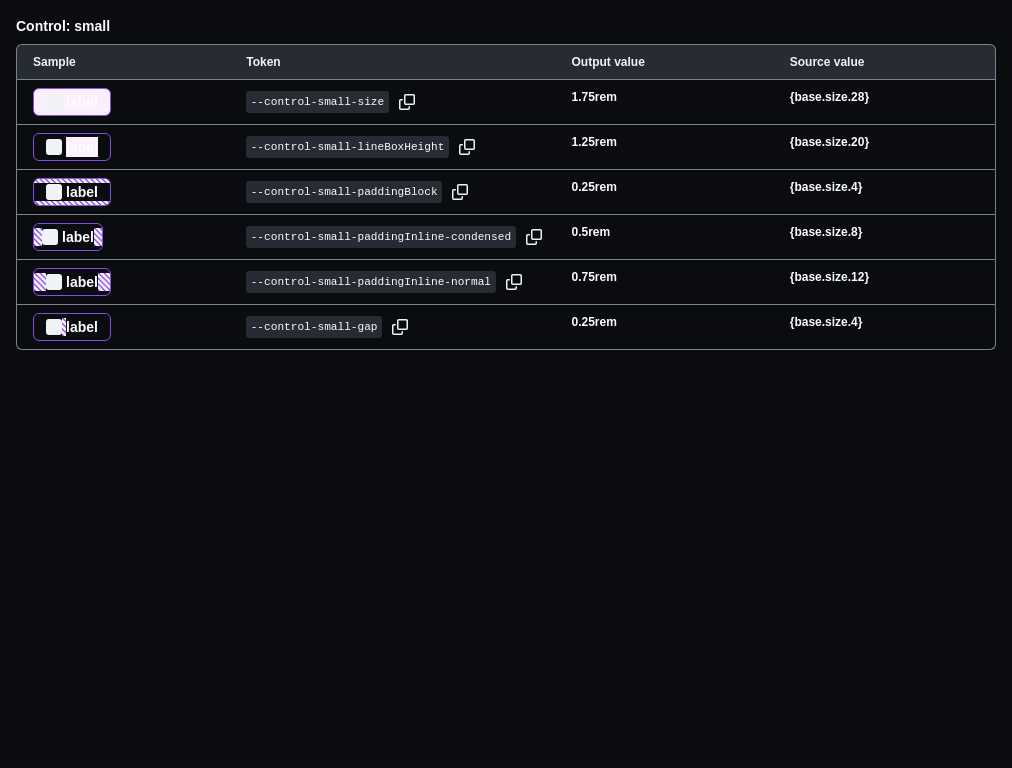 Control: small
Sample Token Output value Source value
label --control-small-size 1.75rem {base.size.28}
label --control-small-lineBoxHeight 1.25rem {base.size.20}
label --control-small-paddingBlock 0.25rem {base.size.4}
label --control-small-paddingInline-condensed 0.5rem {base.size.8}
label --control-small-paddingInline-normal 0.75rem {base.size.12}
label --control-small-gap 0.25rem {base.size.4}